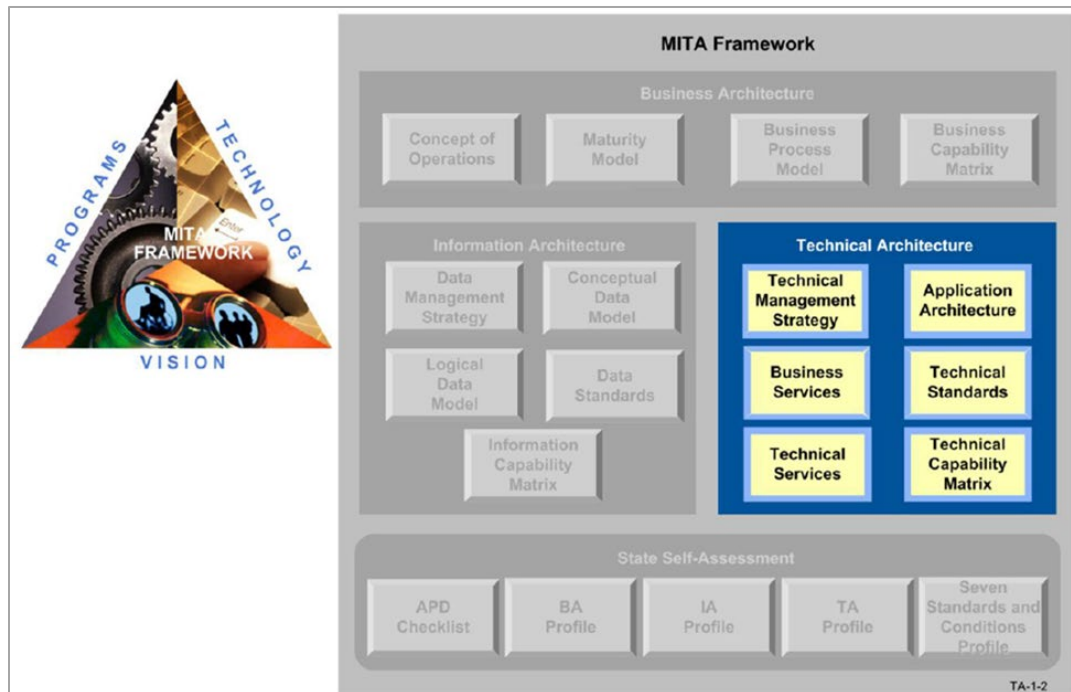 MITA Framework
PROGRAMS
TECHNOLOGY
Enter
MITA
FRAMEWORK
VISION
Business Architecture
Concept of
Operations
Maturity
Model
Business
Process
Model
Business
Capability
Matrix
Information Architecture
Data
Management
Strategy
Conceptual
Data
Model
Logical
Data
Model
Data
Standards
Information
Capability
Matrix
Technical Architecture
Technical
Management
Strategy
Application
Architecture
Business
Services
Technical
Standards
Technical
Services
Technical
Capability
Matrix
State Self-Assessment
APD
Checklist
BA
Profile
IA
Profile
TA
Profile
Seven
Standards and
Conditions
Profile
TA-1-2